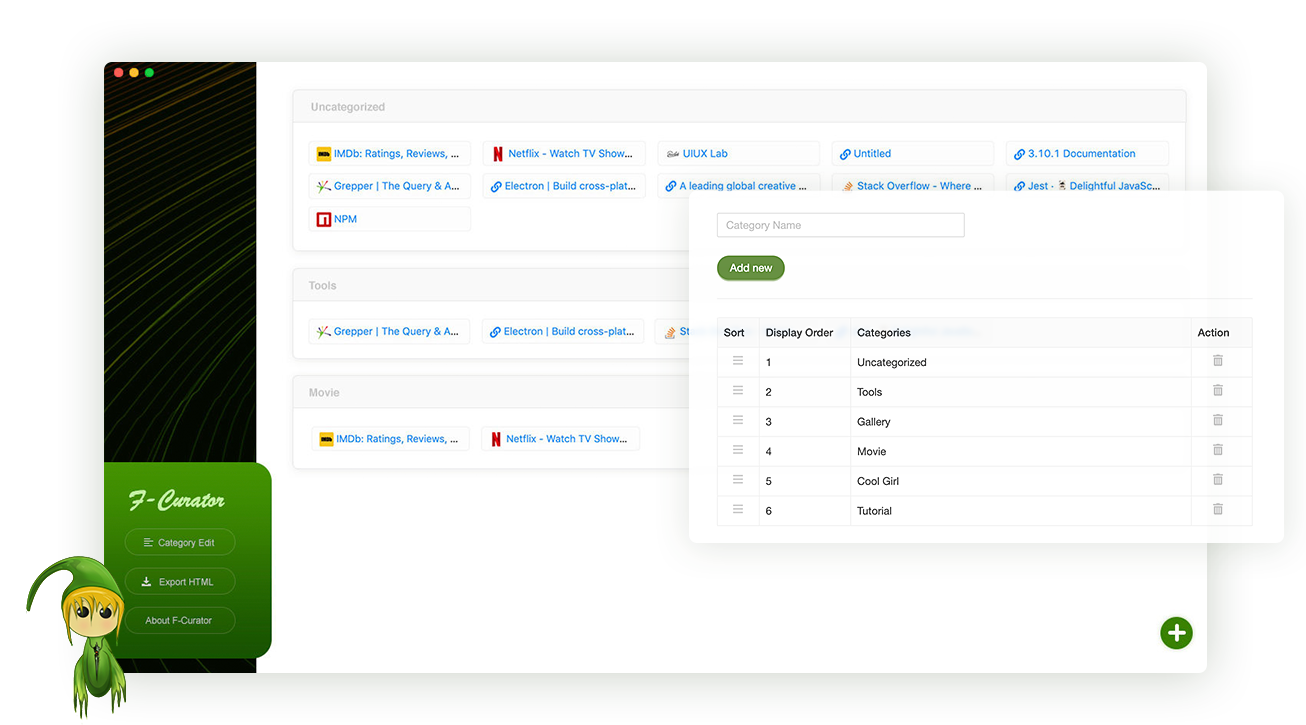 Uncategorized
IMDb: Ratings, Reviews, ...
Netflix - Watch TV Show...
UIUX Lab
Untitled
3.10.1 Documentation
Grepper | The Query & A...
Electron | Build cross-plat...
A leading global creative ...
Stack Overflow - Where ...
Jest · 🃏 Delightful JavaSc...
NPM
Tools
Grepper | The Query & A...
Electron | Build cross-plat...
Movie
IMDb: Ratings, Reviews, ...
Netflix - Watch TV Show...
F-Curator
Category Edit
Export HTML
About F-Curator
Category Name
Add new
Sort Display Order Categories Action
1 Uncategorized
2 Tools
3 Gallery
4 Movie
5 Cool Girl
6 Tutorial